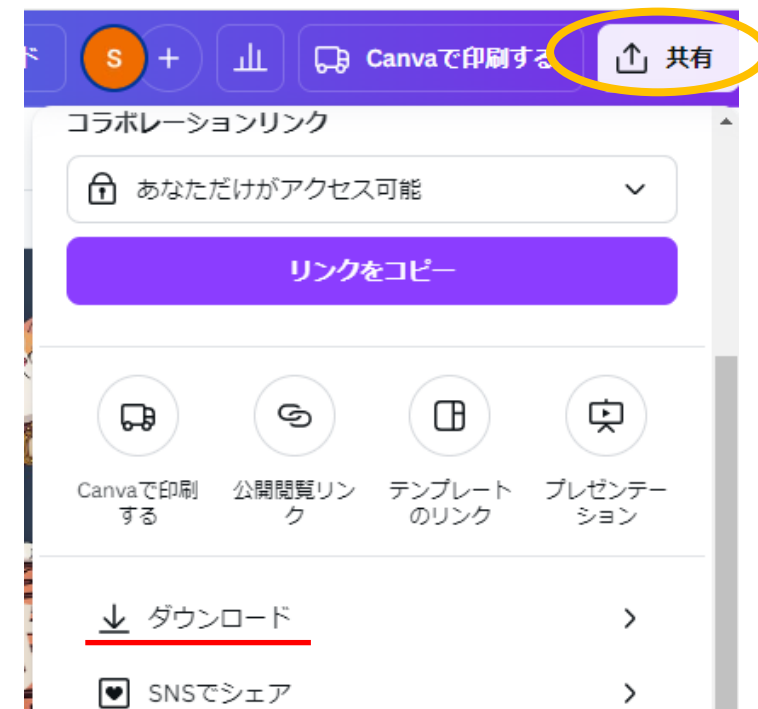 ド
S
Canvaで印刷する
共有
コラボレーションリンク
あなただけがアクセス可能
リンクをコピー
Canvaで印刷
する
公開閲覧リン
ク
テンプレート
のリンク
プレゼンテー
ション
ダウンロード
SNSでシェア